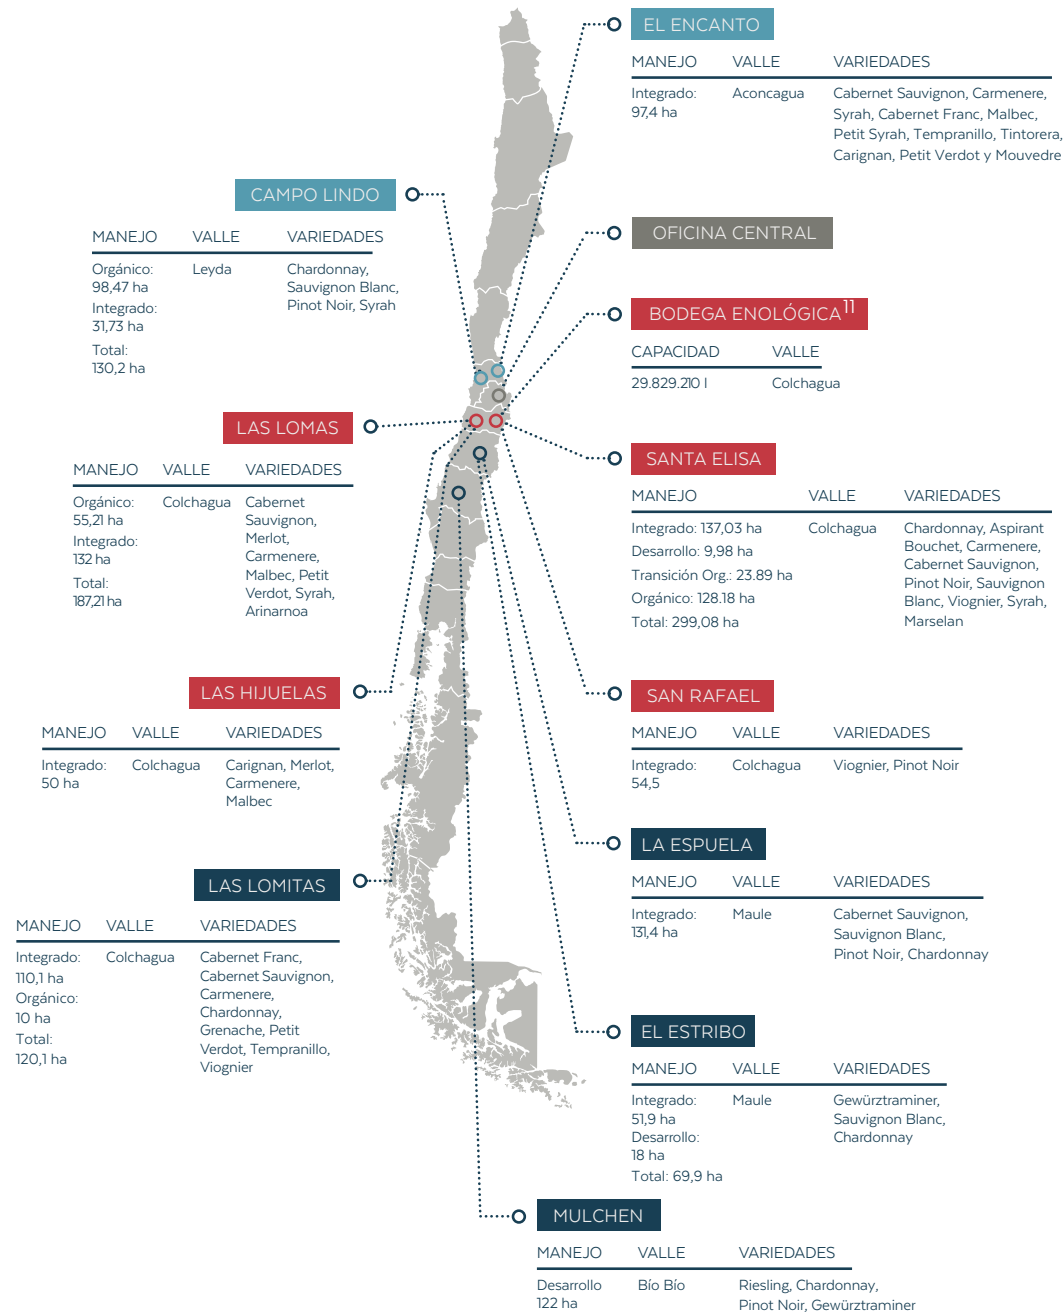 EL ENCANTO
MANEJO VALLE VARIEDADES
Integrado: Aconcagua Cabernet Sauvignon, Carmenere,
97,4 ha Syrah, Cabernet Franc, Malbec,
Petit Syrah, Tempranillo, Tintorera,
Carignan, Petit Verdot y Mouvedre
CAMPO LINDO
MANEJO VALLE VARIEDADES
Orgánico: Leyda Chardonnay,
98,47 ha Sauvignon Blanc,
Integrado: Pinot Noir, Syrah
31,73 ha
Total:
130,2 ha
OFICINA CENTRAL
BODEGA ENOLÓGICA11
CAPACIDAD VALLE
29.829.210 l Colchagua
LAS LOMAS
MANEJO VALLE VARIEDADES
Orgánico: Colchagua Cabernet
55,21 ha Sauvignon,
Integrado: Merlot,
132 ha Carmenere,
Total: Malbec, Petit
187,21 ha Verdot, Syrah,
Arinarnoa
SANTA ELISA
MANEJO VALLE VARIEDADES
Integrado: 137,03 ha Colchagua Chardonnay, Aspirant
Desarrollo: 9,98 ha Bouchet, Carmenere,
Transición Org.: 23.89 ha Cabernet Sauvignon,
Orgánico: 128.18 ha Pinot Noir, Sauvignon
Total: 299,08 ha Blanc, Viognier, Syrah,
Marselan
LAS HIJUELAS
MANEJO VALLE VARIEDADES
Integrado: Colchagua Carignan, Merlot,
50 ha Carmenere,
Malbec
SAN RAFAEL
MANEJO VALLE VARIEDADES
Integrado: Colchagua Viognier, Pinot Noir
54,5
LA ESPUELA
MANEJO VALLE VARIEDADES
Integrado: Maule Cabernet Sauvignon,
131,4 ha Sauvignon Blanc,
Pinot Noir, Chardonnay
LAS LOMITAS
MANEJO VALLE VARIEDADES
Integrado: Colchagua Cabernet Franc,
110,1 ha Cabernet Sauvignon,
Orgánico: Carmenere,
10 ha Chardonnay,
Total: Grenache, Petit
120,1 ha Verdot, Tempranillo,
Viognier
EL ESTRIBO
MANEJO VALLE VARIEDADES
Integrado: Maule Gewürztraminer,
51,9 ha Sauvignon Blanc,
Desarrollo: Chardonnay
18 ha
Total: 69,9 ha
MULCHEN
MANEJO VALLE VARIEDADES
Desarrollo Bío Bío Riesling, Chardonnay,
122 ha Pinot Noir, Gewürztraminer